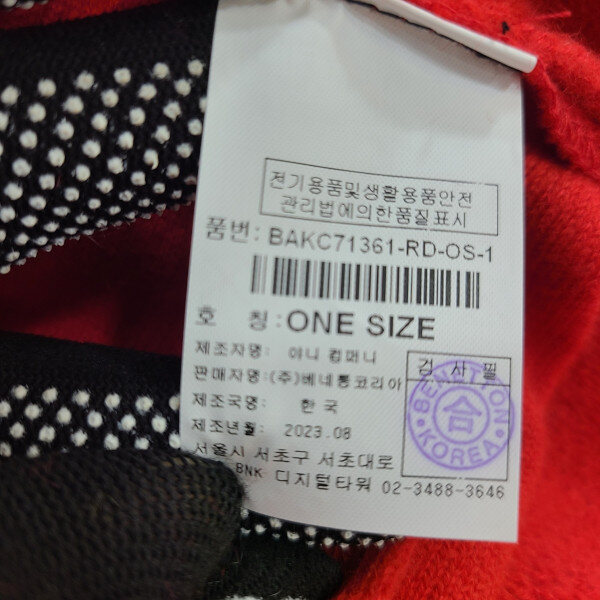 전기용품및생활용품안전
관리법에의한품질표시
품번: BAKC71361-RD-OS-1
호 칭: ONE SIZE
제조자명: 야니 컴퍼니
판매자명:(주)베네통코리아
제조국명: 한국
제조년월: 2023.08
검사필
BENETTON
合
KOREA
서울시 서초구 서초대로
BNK 디지털타워 02-3488-3646